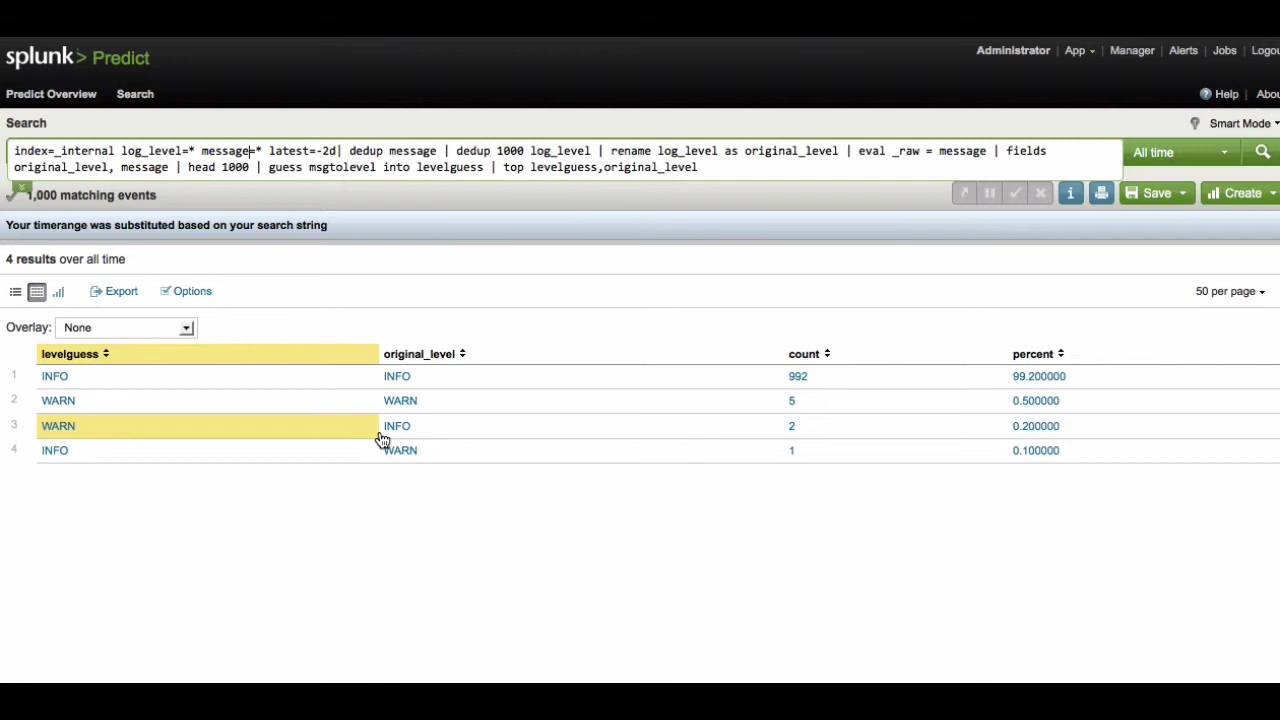 splunk> Predict
Administrator App Manager Alerts Jobs
Predict Overview Search
Help
Search
Smart Mode
index=_internal log_level=* message=* latest=-2d| dedup message | dedup 1000 log_level | rename log_level as original_level | eval _raw = message | fields
original_level, message | head 1000 | guess msgtolevel into levelguess | top levelguess,original_level
All time
1,000 matching events
Save Create
Your timerange was substituted based on your search string
4 results over all time
Export Options
50 per page
Overlay: None
levelguess original_level count percent
1 INFO INFO 992 99.200000
2 WARN WARN 5 0.500000
3 WARN INFO 2 0.200000
4 INFO WARN 1 0.100000